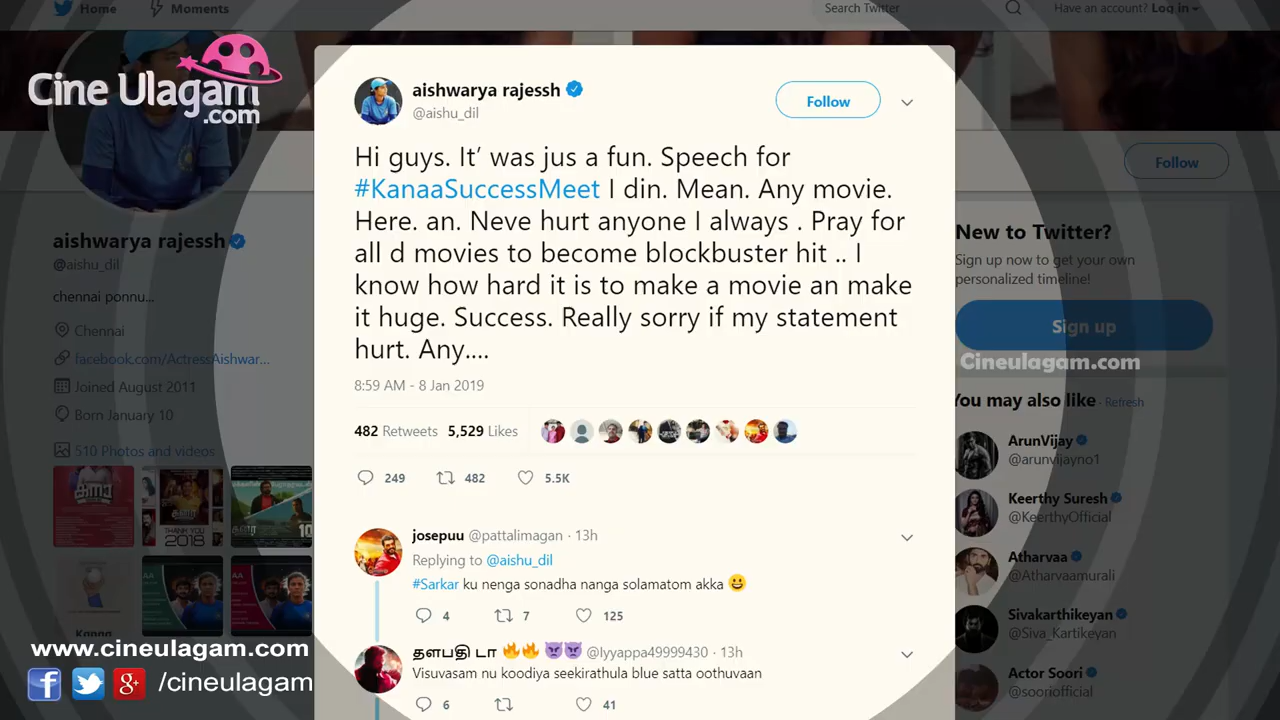 Home Moments Search Twitter Have an account? Log in
Cine Ulagam
.com
aishwarya rajessh
@aishu_dil
Follow
Hi guys. It’ was jus a fun. Speech for
#KanaaSuccessMeet I din. Mean. Any movie.
Here. an. Neve hurt anyone I always . Pray for
all d movies to become blockbuster hit .. I
know how hard it is to make a movie an make
it huge. Success. Really sorry if my statement
hurt. Any....
8:59 AM - 8 Jan 2019
482 Retweets 5,529 Likes
249 482 5.5K
josepuu @pattalimagan · 13h
Replying to @aishu_dil
#Sarkar ku nenga sonadha nanga solamatom akka 😀
4 7 125
தளபதி டா 🔥🔥 👿👿 @Iyyappa49999430 · 13h
Visuvasam nu koodiya seekirathula blue satta oothuvaan
6 41
aishwarya rajessh
@aishu_dil
chennai ponnu...
Chennai
facebook.com/ActressAishwar...
Joined August 2011
Born January 10
510 Photos and videos
THANK YOU
2018
www.cineulagam.com
/cineulagam
Follow
New to Twitter?
Sign up now to get your own
personalized timeline!
Sign up
Cineulagam.com
You may also like · Refresh
ArunVijay
@arunvijayno1
Keerthy Suresh
@KeerthyOfficial
Atharvaa
@Atharvaamurali
Sivakarthikeyan
@Siva_Kartikeyan
Actor Soori
@sooriofficial